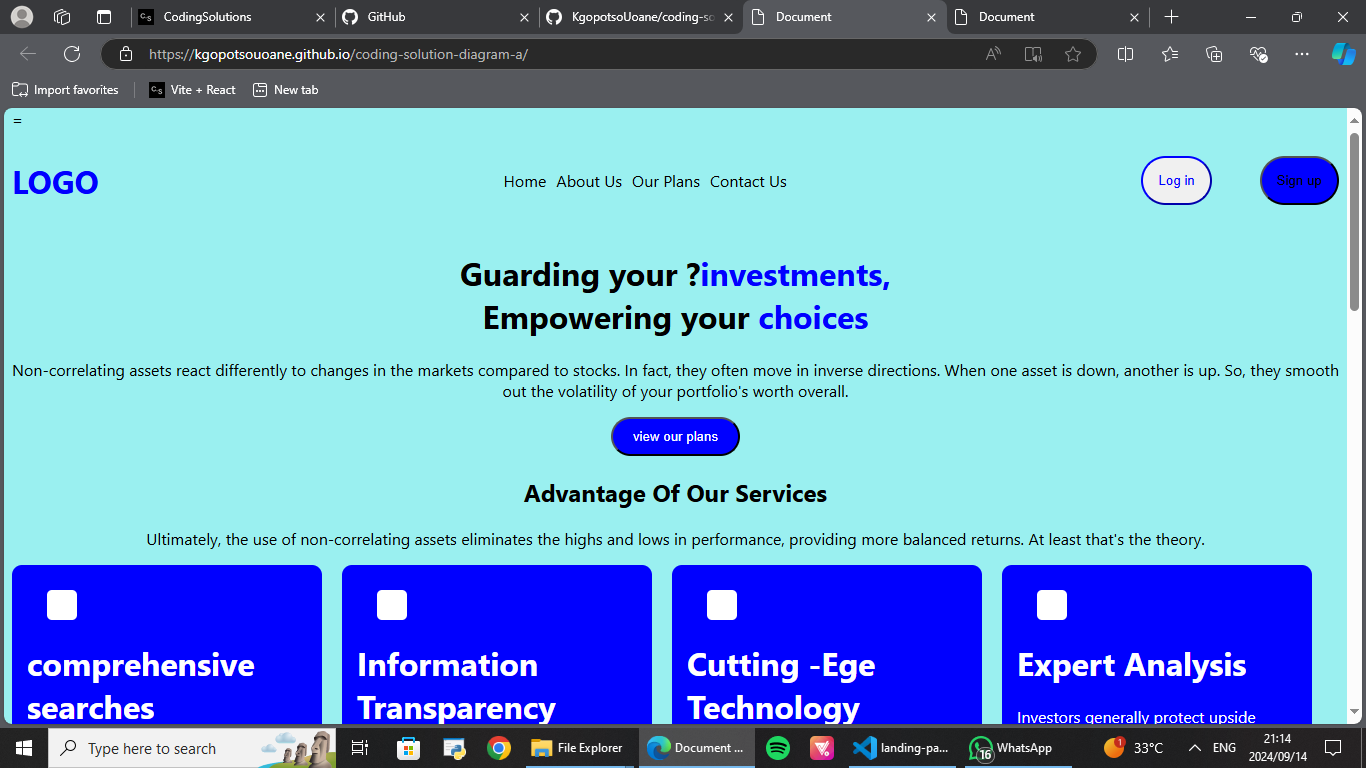 CodingSolutions
GitHub
KgopotsoUoane/coding-so
Document
Document
https://kgopotsouoane.github.io/coding-solution-diagram-a/
Import favorites
Vite + React
New tab
=
LOGO
Home About Us Our Plans Contact Us
Log in
Sign up
Guarding your ?investments,
Empowering your choices
Non-correlating assets react differently to changes in the markets compared to stocks. In fact, they often move in inverse directions. When one asset is down, another is up. So, they smooth
out the volatility of your portfolio's worth overall.
view our plans
Advantage Of Our Services
Ultimately, the use of non-correlating assets eliminates the highs and lows in performance, providing more balanced returns. At least that's the theory.
comprehensive
searches
Information
Transparency
Cutting -Ege
Technology
Expert Analysis
Investors generally protect upside
Type here to search
File Explorer
Document ...
landing-pa...
16
WhatsApp
1
33°C
ENG
21:14
2024/09/14